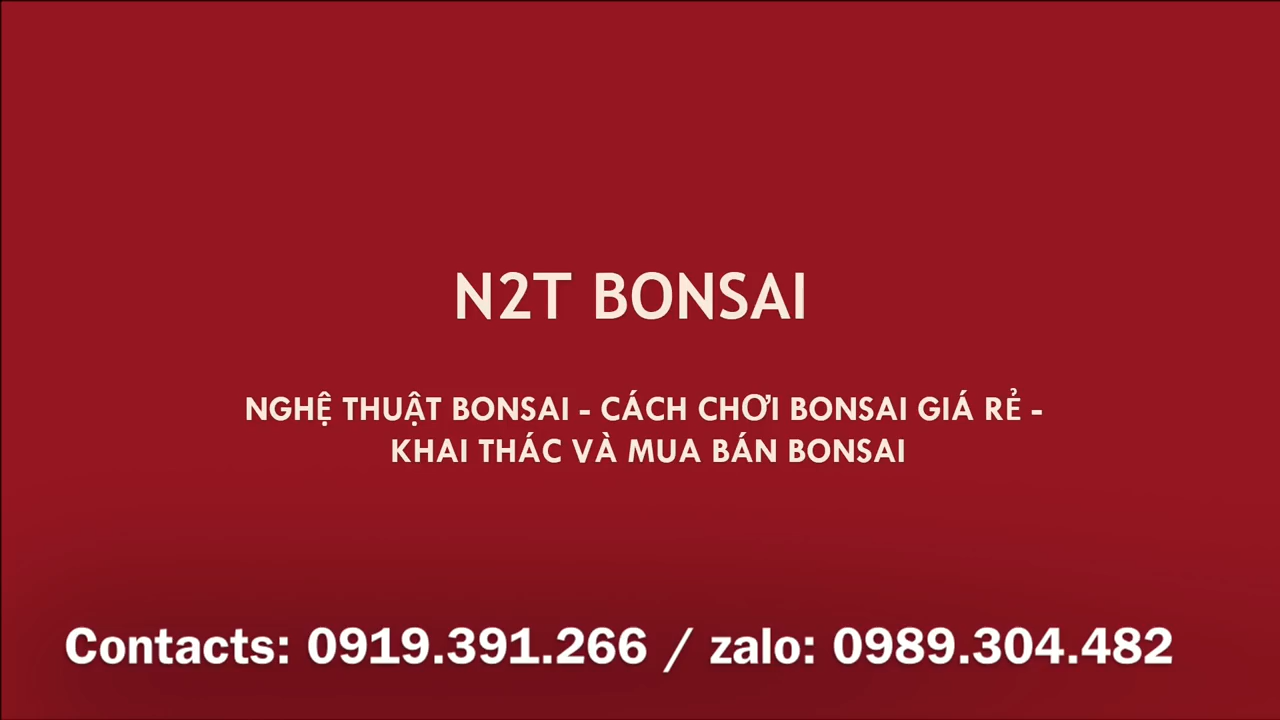 N2T BONSAI
NGHỆ THUẬT BONSAI - CÁCH CHƠI BONSAI GIÁ RẺ -
KHAI THÁC VÀ MUA BÁN BONSAI
Contacts: 0919.391.266 / zalo: 0989.304.482